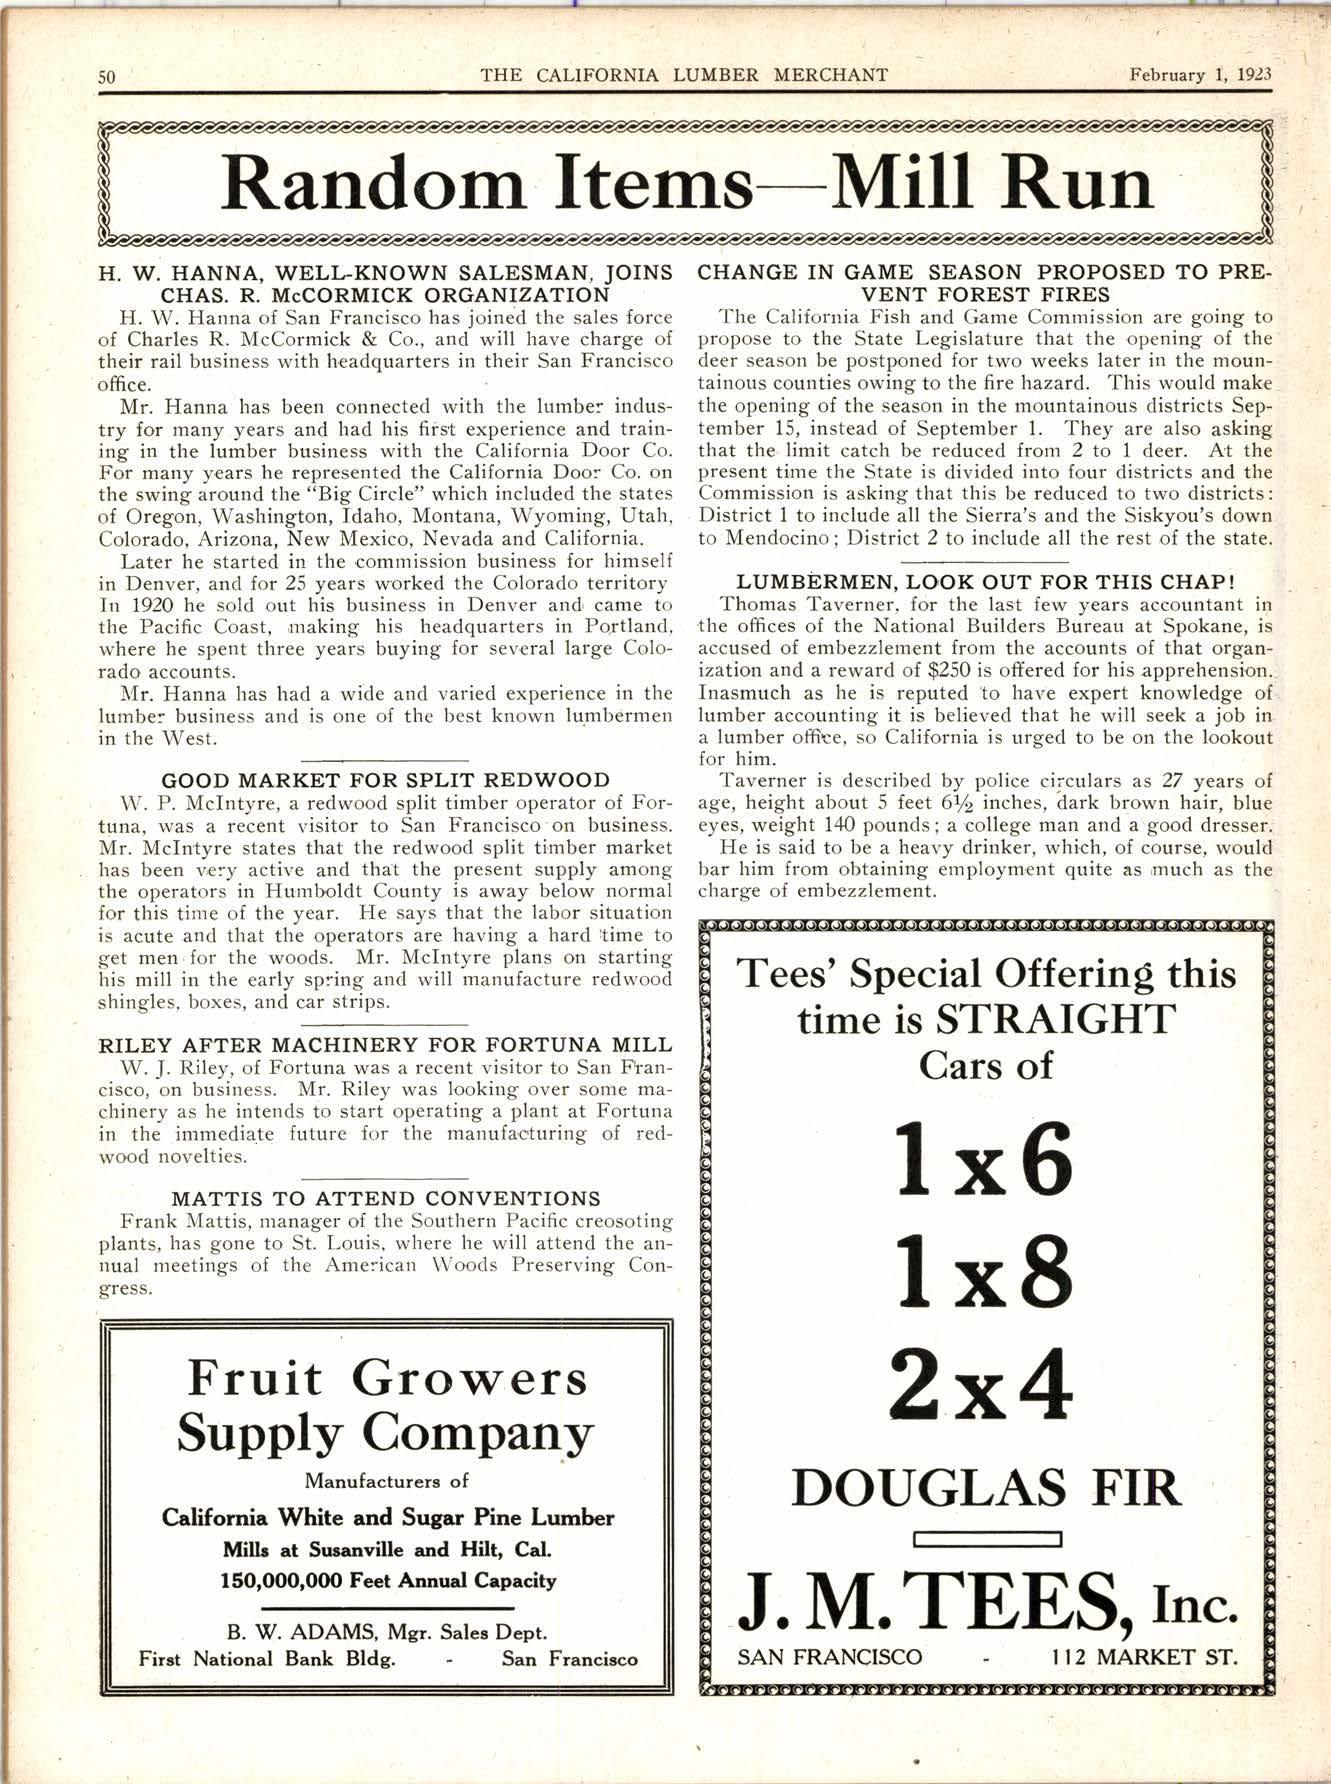 50
THE CALIFORNIA LUMBER MERCHANT
February 1, 1923
Random Items—Mill Run
H. W. HANNA, WELL-KNOWN SALESMAN, JOINS
CHAS. R. McCORMICK ORGANIZATION
H. W. Hanna of San Francisco has joined the sales force
of Charles R. McCormick & Co., and will have charge of
their rail business with headquarters in their San Francisco
office.
Mr. Hanna has been connected with the lumber indus-
try for many years and had his first experience and train-
ing in the lumber business with the California Door Co.
For many years he represented the California Door Co. on
the swing around the "Big Circle" which included the states
of Oregon, Washington, Idaho, Montana, Wyoming, Utah,
Colorado, Arizona, New Mexico, Nevada and California.
Later he started in the commission business for himself
in Denver, and for 25 years worked the Colorado territory
In 1920 he sold out his business in Denver and came to
the Pacific Coast, making his headquarters in Portland,
where he spent three years buying for several large Colo-
rado accounts.
Mr. Hanna has had a wide and varied experience in the
lumber business and is one of the best known lumbermen
in the West.
GOOD MARKET FOR SPLIT REDWOOD
W. P. McIntyre, a redwood split timber operator of For-
tuna, was a recent visitor to San Francisco on business.
Mr. McIntyre states that the redwood split timber market
has been very active and that the present supply among
the operators in Humboldt County is away below normal
for this time of the year. He says that the labor situation
is acute and that the operators are having a hard time to
get men for the woods. Mr. McIntyre plans on starting
his mill in the early spring and will manufacture redwood
shingles, boxes, and car strips.
RILEY AFTER MACHINERY FOR FORTUNA MILL
W. J. Riley, of Fortuna was a recent visitor to San Fran-
cisco, on business. Mr. Riley was looking over some ma-
chinery as he intends to start operating a plant at Fortuna
in the immediate future for the manufacturing of red-
wood novelties.
MATTIS TO ATTEND CONVENTIONS
Frank Mattis, manager of the Southern Pacific creosoting
plants, has gone to St. Louis, where he will attend the an-
nual meetings of the American Woods Preserving Con-
gress.
Fruit Growers
Supply Company
Manufacturers of
California White and Sugar Pine Lumber
Mills at Susanville and Hilt, Cal.
150,000,000 Feet Annual Capacity
B. W. ADAMS, Mgr. Sales Dept.
First National Bank Bldg. - San Francisco
CHANGE IN GAME SEASON PROPOSED TO PRE-
VENT FOREST FIRES
The California Fish and Game Commission are going to
propose to the State Legislature that the opening of the
deer season be postponed for two weeks later in the moun-
tainous counties owing to the fire hazard. This would make
the opening of the season in the mountainous districts Sep-
tember 15, instead of September 1. They are also asking
that the limit catch be reduced from 2 to 1 deer. At the
present time the State is divided into four districts and the
Commission is asking that this be reduced to two districts:
District 1 to include all the Sierra's and the Siskyou's down
to Mendocino; District 2 to include all the rest of the state.
LUMBERMEN, LOOK OUT FOR THIS CHAP!
Thomas Taverner, for the last few years accountant in
the offices of the National Builders Bureau at Spokane, is
accused of embezzlement from the accounts of that organ-
ization and a reward of $250 is offered for his apprehension.
Inasmuch as he is reputed to have expert knowledge of
lumber accounting it is believed that he will seek a job in
a lumber office, so California is urged to be on the lookout
for him.
Taverner is described by police circulars as 27 years of
age, height about 5 feet 6½ inches, dark brown hair, blue
eyes, weight 140 pounds; a college man and a good dresser.
He is said to be a heavy drinker, which, of course, would
bar him from obtaining employment quite as much as the
charge of embezzlement.
Tees' Special Offering this
time is STRAIGHT
Cars of
1x6
1x8
2x4
DOUGLAS FIR
J. M. TEES, Inc.
SAN FRANCISCO - 112 MARKET ST.